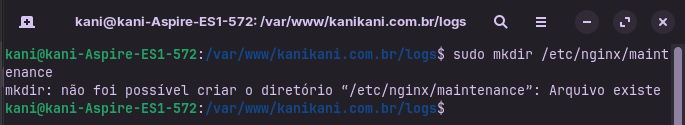 kani@kani-Aspire-ES1-572: /var/www/kanikani.com.br/logs
kani@kani-Aspire-ES1-572:/var/www/kanikani.com.br/logs$ sudo mkdir /etc/nginx/maint
enance
mkdir: não foi possível criar o diretório “/etc/nginx/maintenance”: Arquivo existe
kani@kani-Aspire-ES1-572:/var/www/kanikani.com.br/logs$